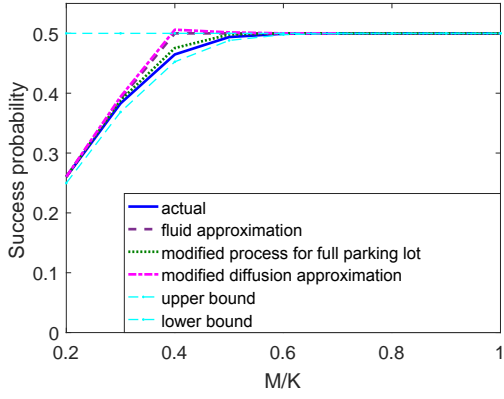 0.5
0.4
0.3
0.2
0.1
0
Success probability
actual
fluid approximation
modified process for full parking lot
modified diffusion approximation
upper bound
lower bound
0.2 0.4 0.6 0.8 1
M/K